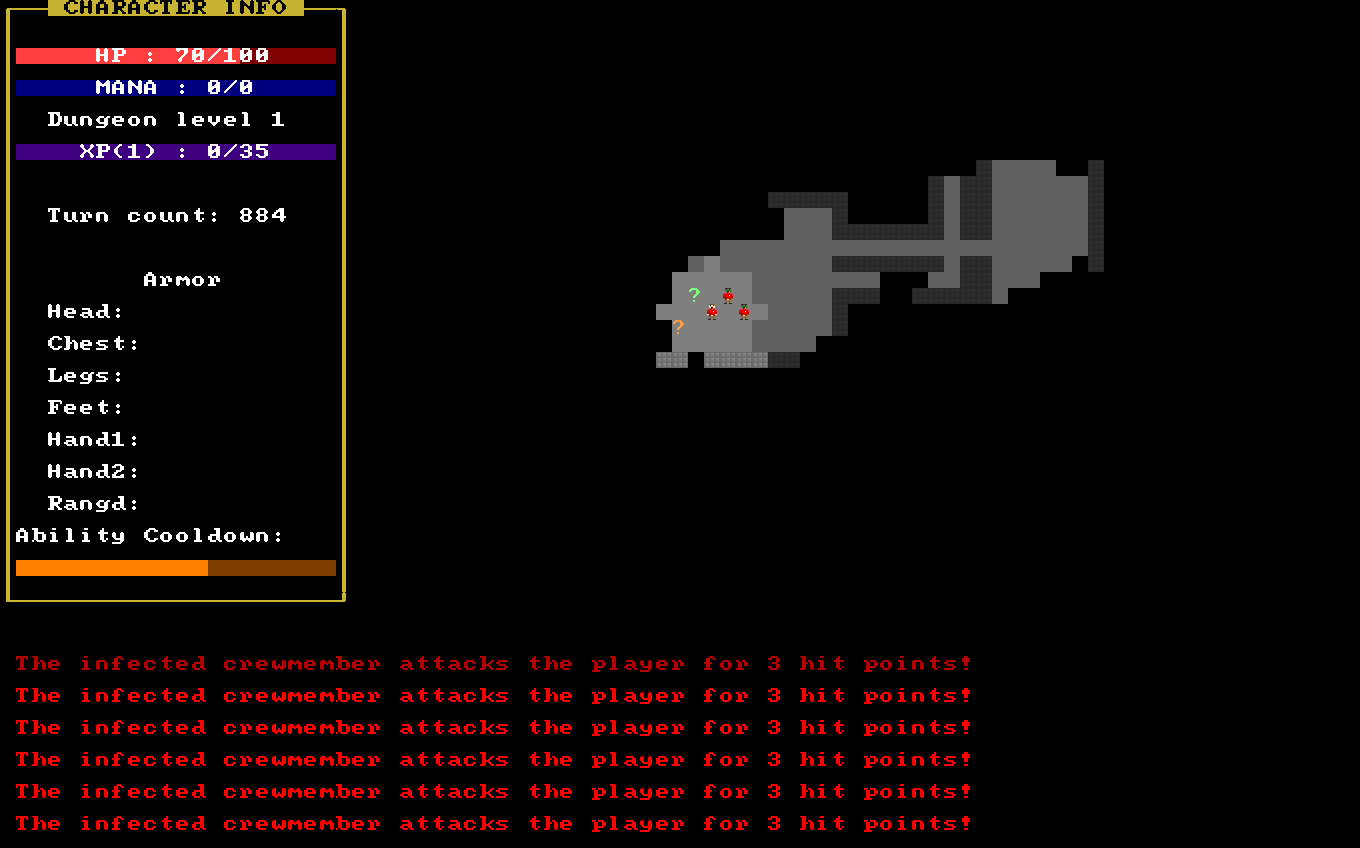 CHARACTER INFO
HP : 70/100
MANA : 0/0
Dungeon level 1
XP(1) : 0/35
Turn count: 884
Armor
Head:
Chest:
Legs:
Feet:
Hand1:
Hand2:
Rangd:
Ability Cooldown:
?
?
The infected crewmember attacks the player for 3 hit points!
The infected crewmember attacks the player for 3 hit points!
The infected crewmember attacks the player for 3 hit points!
The infected crewmember attacks the player for 3 hit points!
The infected crewmember attacks the player for 3 hit points!
The infected crewmember attacks the player for 3 hit points!